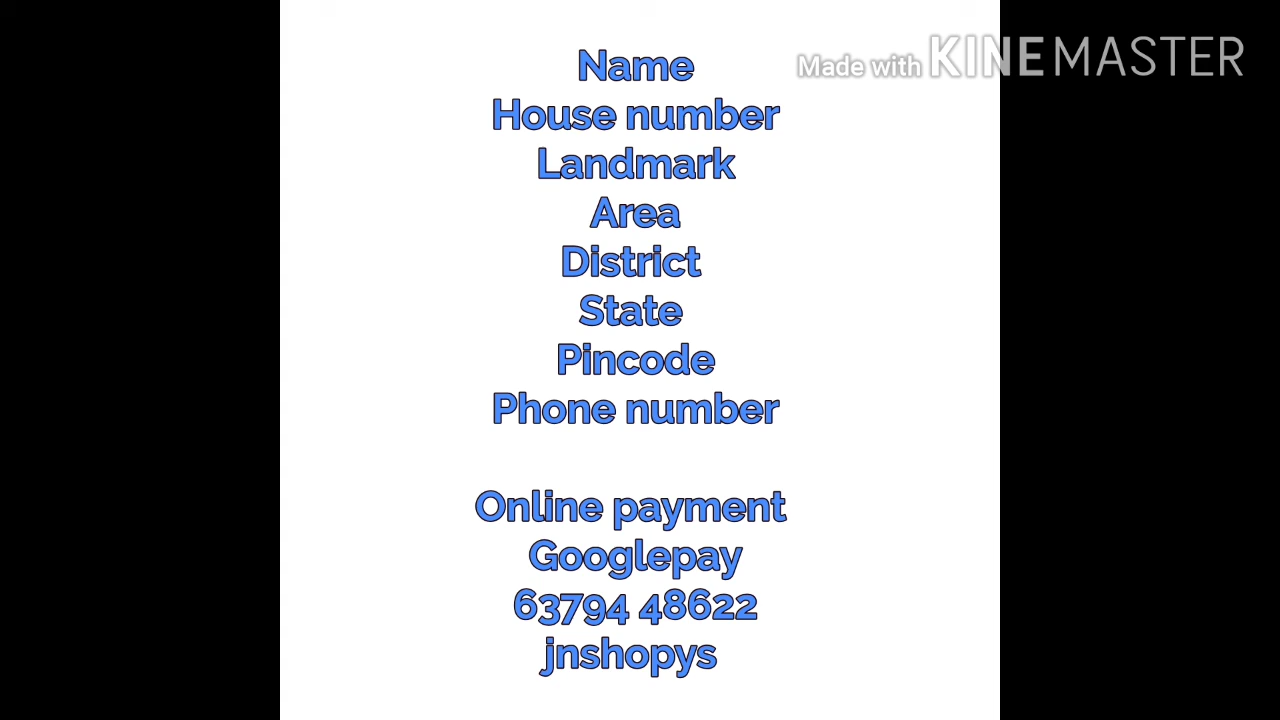 Made with KINEMASTER
Name
House number
Landmark
Area
District
State
Pincode
Phone number
Online payment
Googlepay
63794 48622
jnshopys